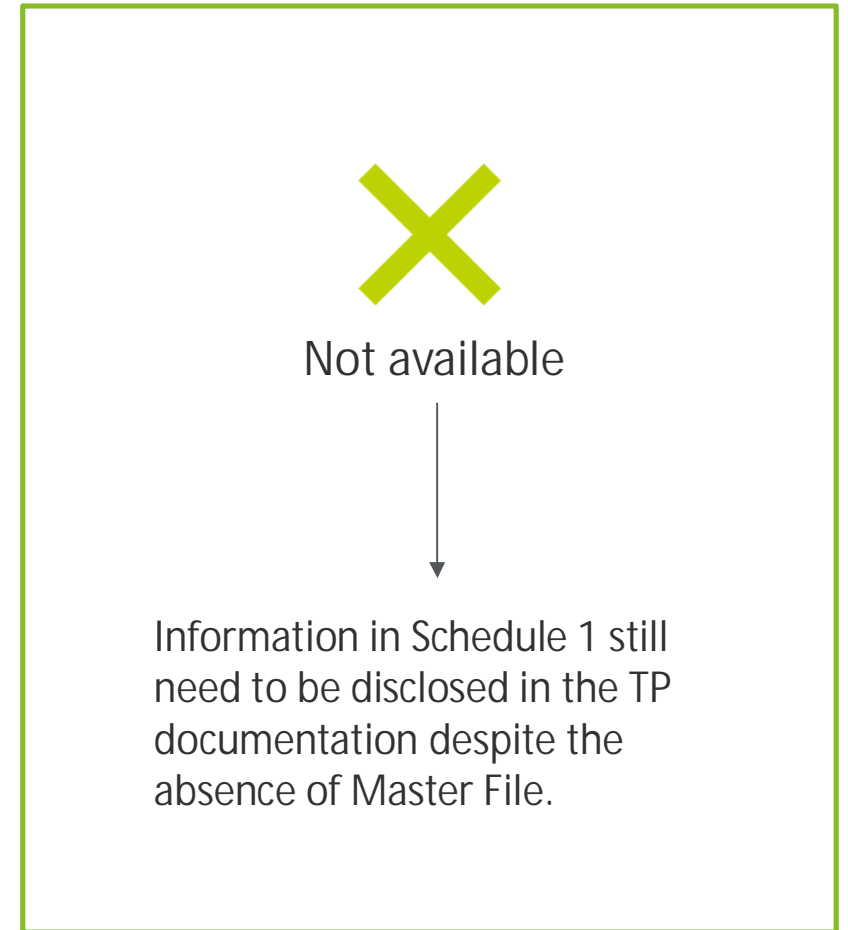 Not available
Information in Schedule 1 still
need to be disclosed in the TP
documentation despite the
absence of Master File.